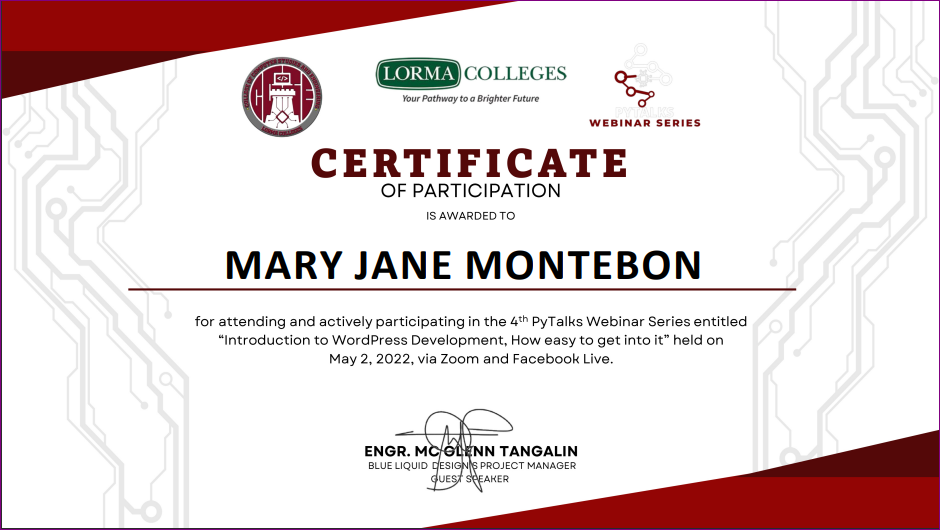 LORMA COLLEGES
Your Pathway to a Brighter Future
WEBINAR SERIES
CERTIFICATE
OF PARTICIPATION
IS AWARDED TO
MARY JANE MONTEBON
for attending and actively participating in the 4th PyTalks Webinar Series entitled
“Introduction to WordPress Development, How easy to get into it” held on
May 2, 2022, via Zoom and Facebook Live.
ENGR. MC GLENN TANGALIN
BLUE LIQUID DESIGNS PROJECT MANAGER
GUEST SPEAKER